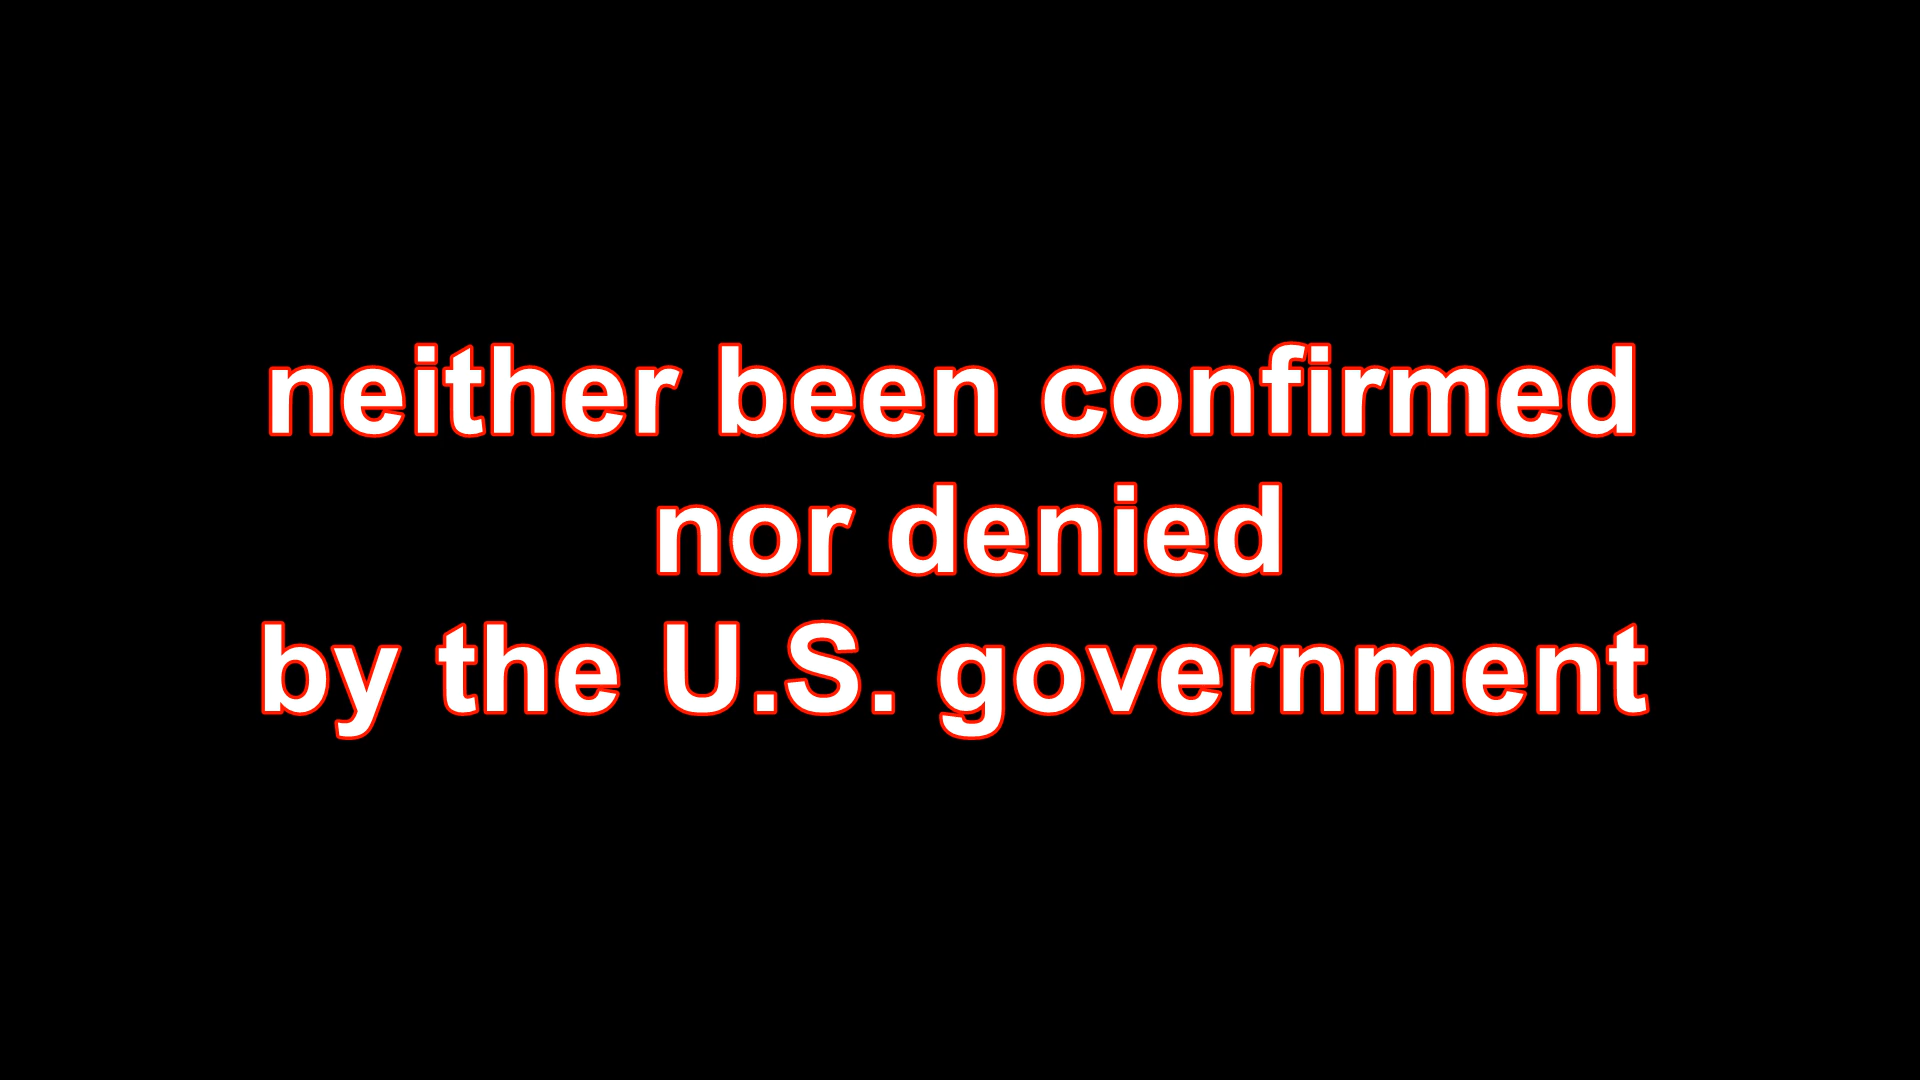 neither been confirmed
nor denied
by the U.S. government